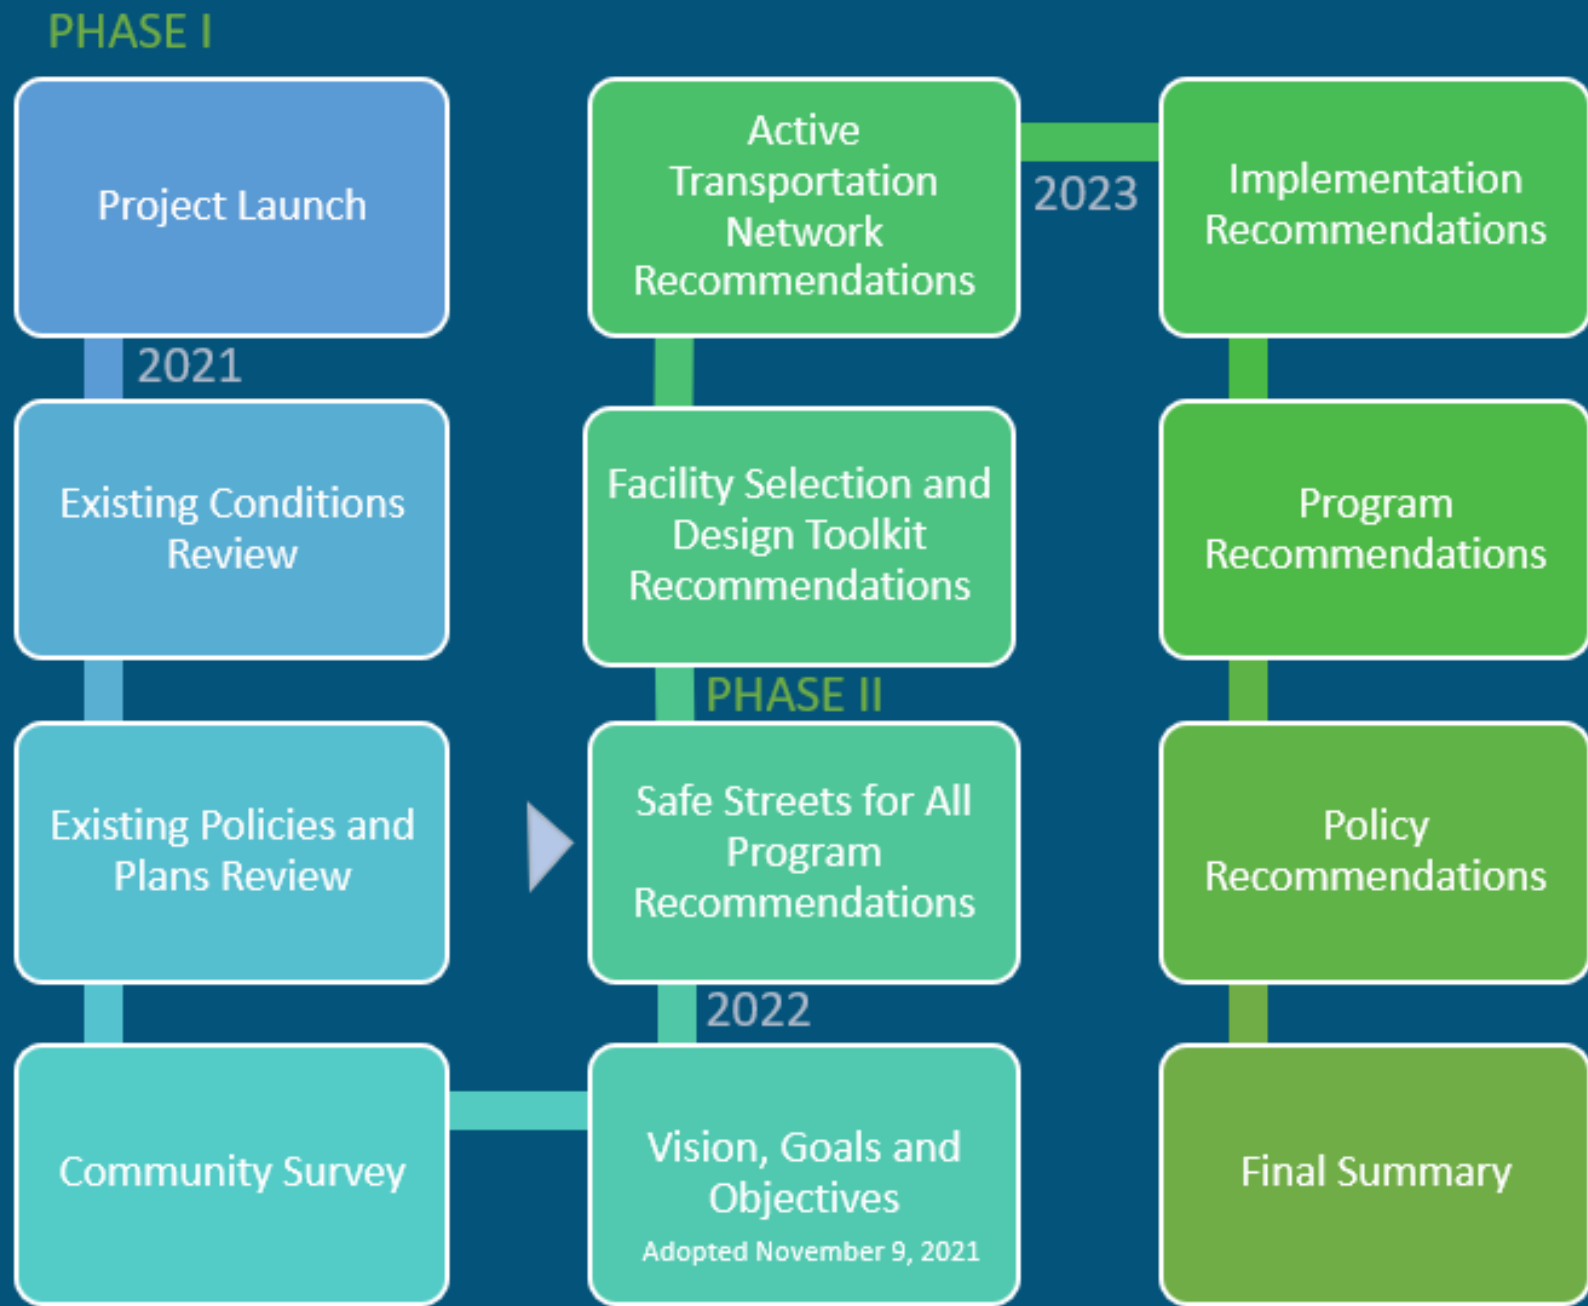 PHASE I
Project Launch
2021
Existing Conditions
Review
Existing Policies and
Plans Review
Community Survey
Vision, Goals and
Objectives
Adopted November 9, 2021
2022
Safe Streets for All
Program
Recommendations
PHASE II
Facility Selection and
Design Toolkit
Recommendations
Active
Transportation
Network
Recommendations
2023
Implementation
Recommendations
Program
Recommendations
Policy
Recommendations
Final Summary